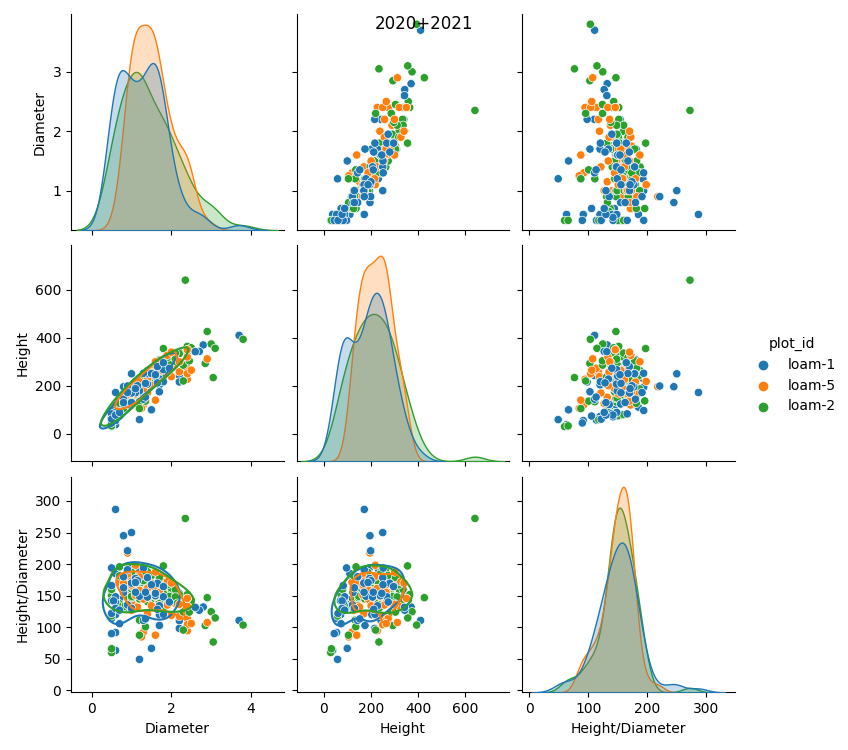 2020+2021
Diameter
3
2
1
Height
600
400
200
0
plot_id
loam-1
loam-5
loam-2
Height/Diameter
300
250
200
150
100
50
0
0 2 4
0 200 400 600
0 100 200 300
Diameter Height Height/Diameter